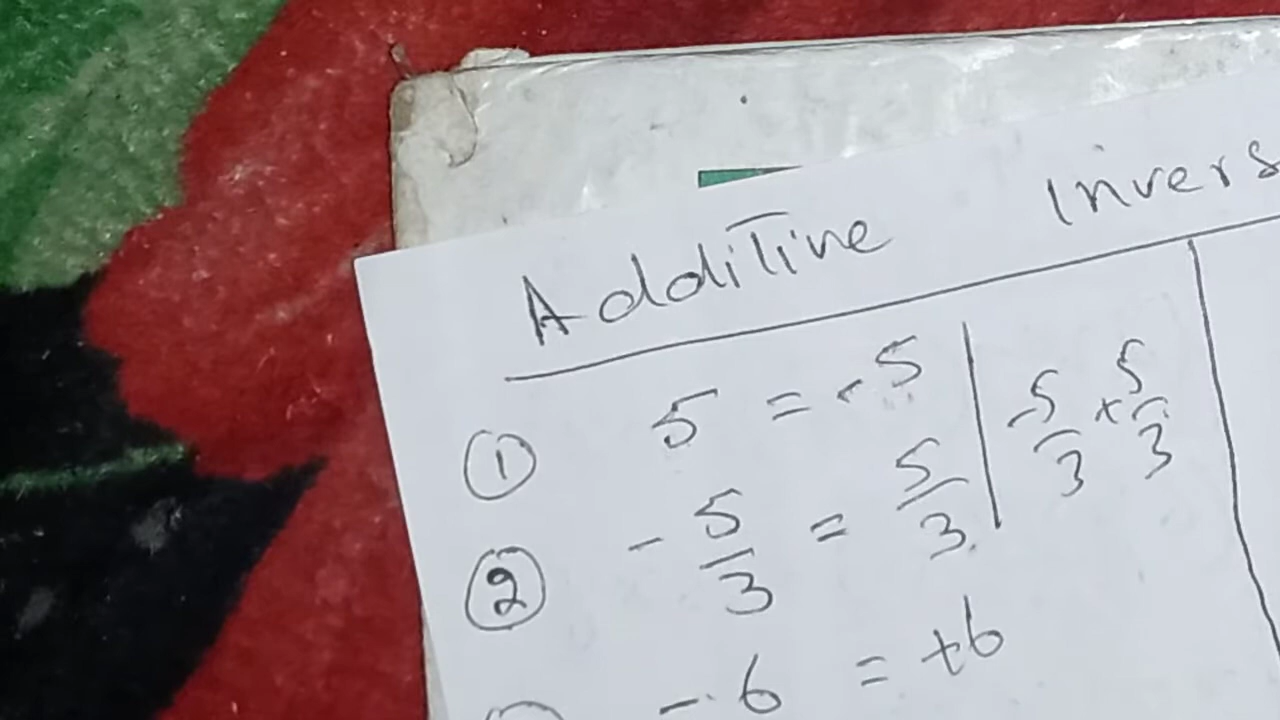 Additive Invers
① 5 = -5
② -5/3 = 5/3 | -5/3 + 5/3
-6 = +6